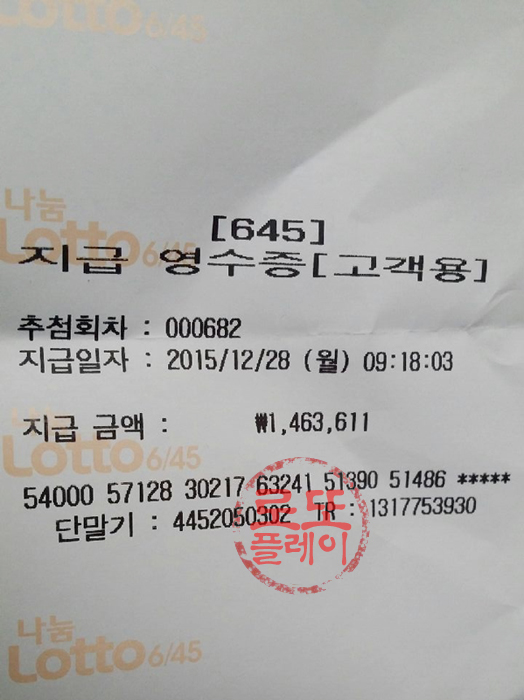 Lotto 6/45
나눔
Lotto 6/45
[645]
지급 영수증[고객용]
추첨회차 : 000682
지급일자 : 2015/12/28 (월) 09:18:03
지급 금액 : ₩1,463,611
Lotto 6/45
54000 57128 30217 63241 51390 51486 *****
단말기 : 4452050302 TR : 1317753930
로또
플레이
나눔
Lotto 6/45